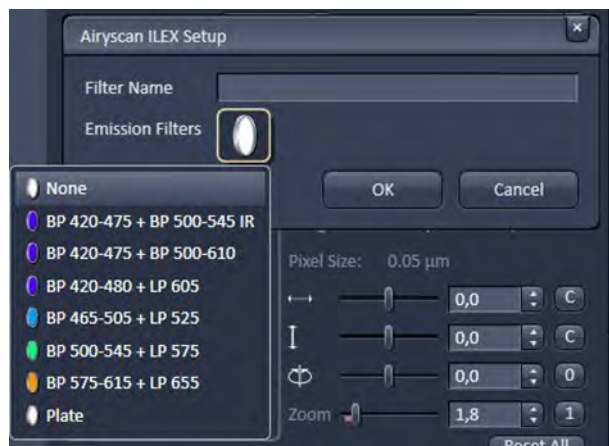 Airyscan ILEX Setup
×
Filter Name
Emission Filters
OK Cancel
None
BP 420-475 + BP 500-545 IR
BP 420-475 + BP 500-610
BP 420-480 + LP 605
BP 465-505 + LP 525
BP 500-545 + LP 575
BP 575-615 + LP 655
Plate
Pixel Size: 0.05 µm
0,0 C
0,0 C
0,0 0
Zoom 1,8 1
Reset All